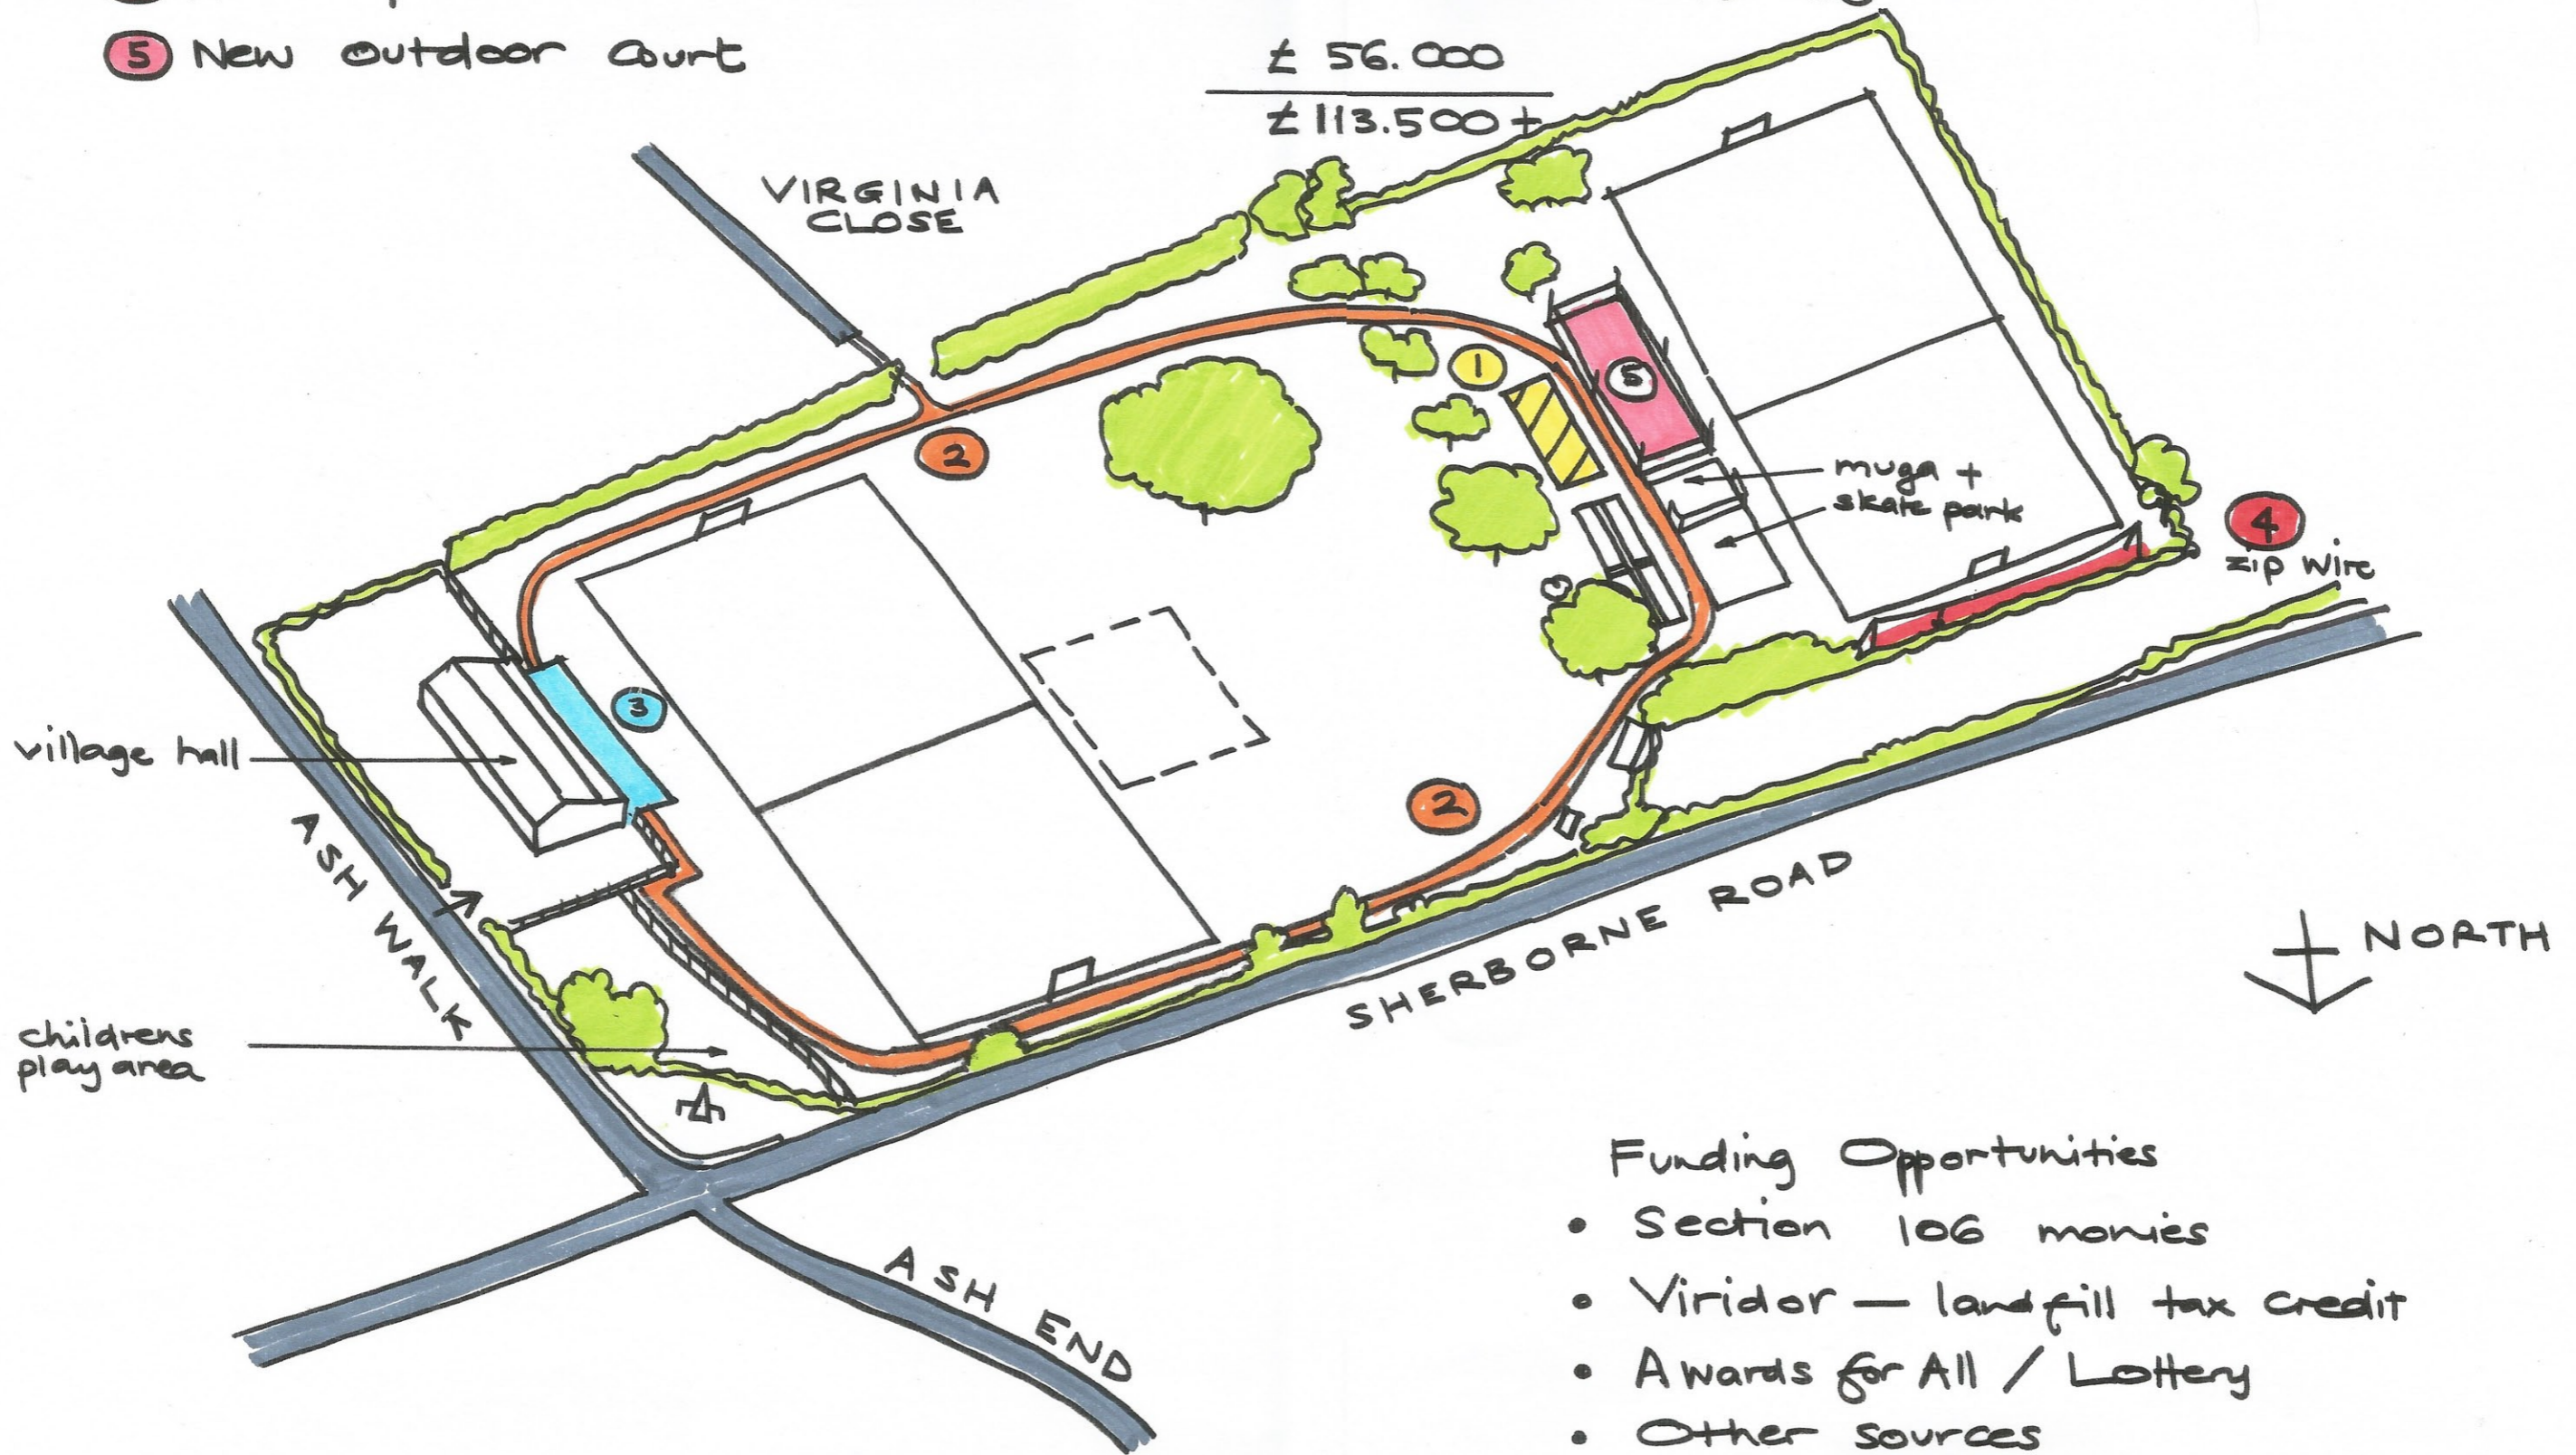 5 New outdoor court
£ 56.000
£ 113.500 +
VIRGINIA
CLOSE
1
5
2
muga +
skate park
4
zip wire
3
village hall
2
ASH WALK
SHERBORNE ROAD
NORTH
childrens
play area
ASH END
Funding Opportunities
• Section 106 monies
• Viridor — landfill tax credit
• Awards for All / Lottery
• Other sources